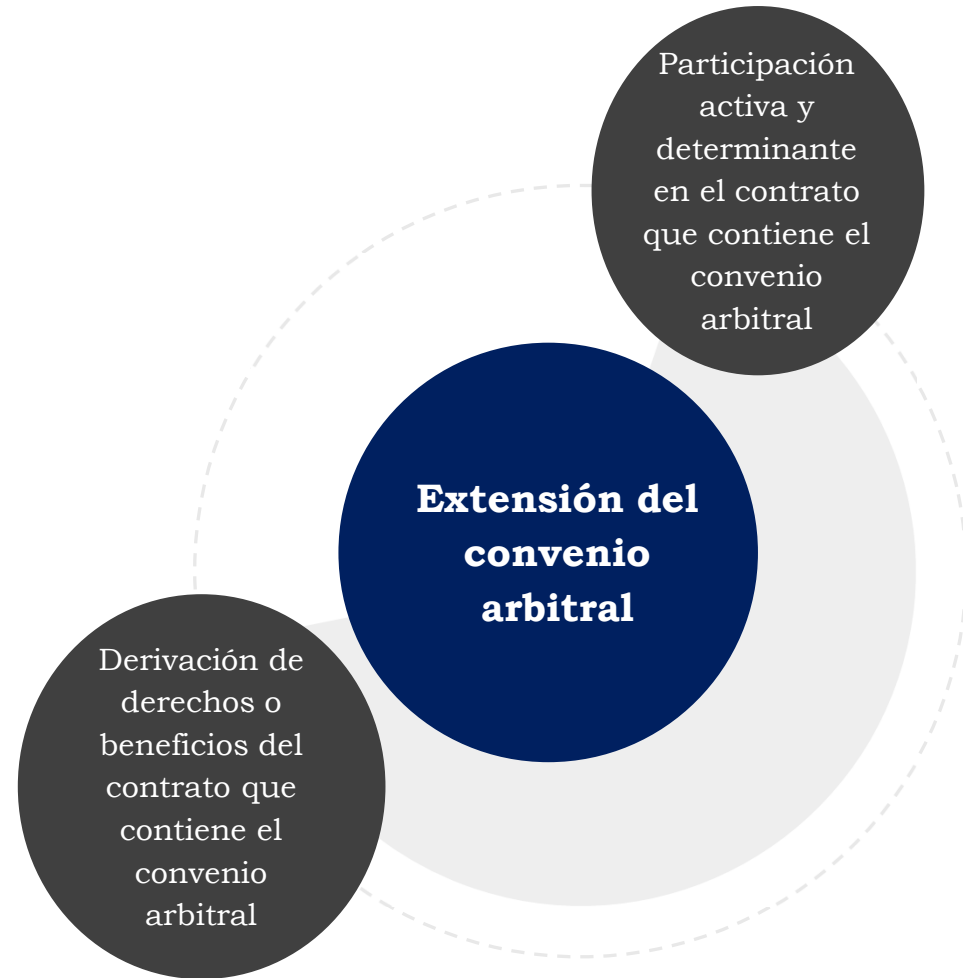 Participación
activa y
determinante
en el contrato
que contiene el
convenio
arbitral
Extensión del
convenio
arbitral
Derivación de
derechos o
beneficios del
contrato que
contiene el
convenio
arbitral